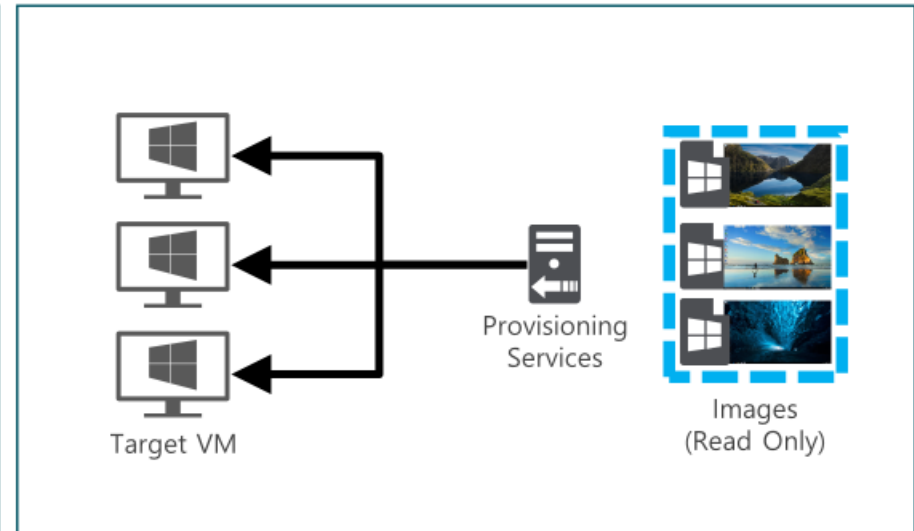 Provisioning
Services
Images
(Read Only)
Target VM